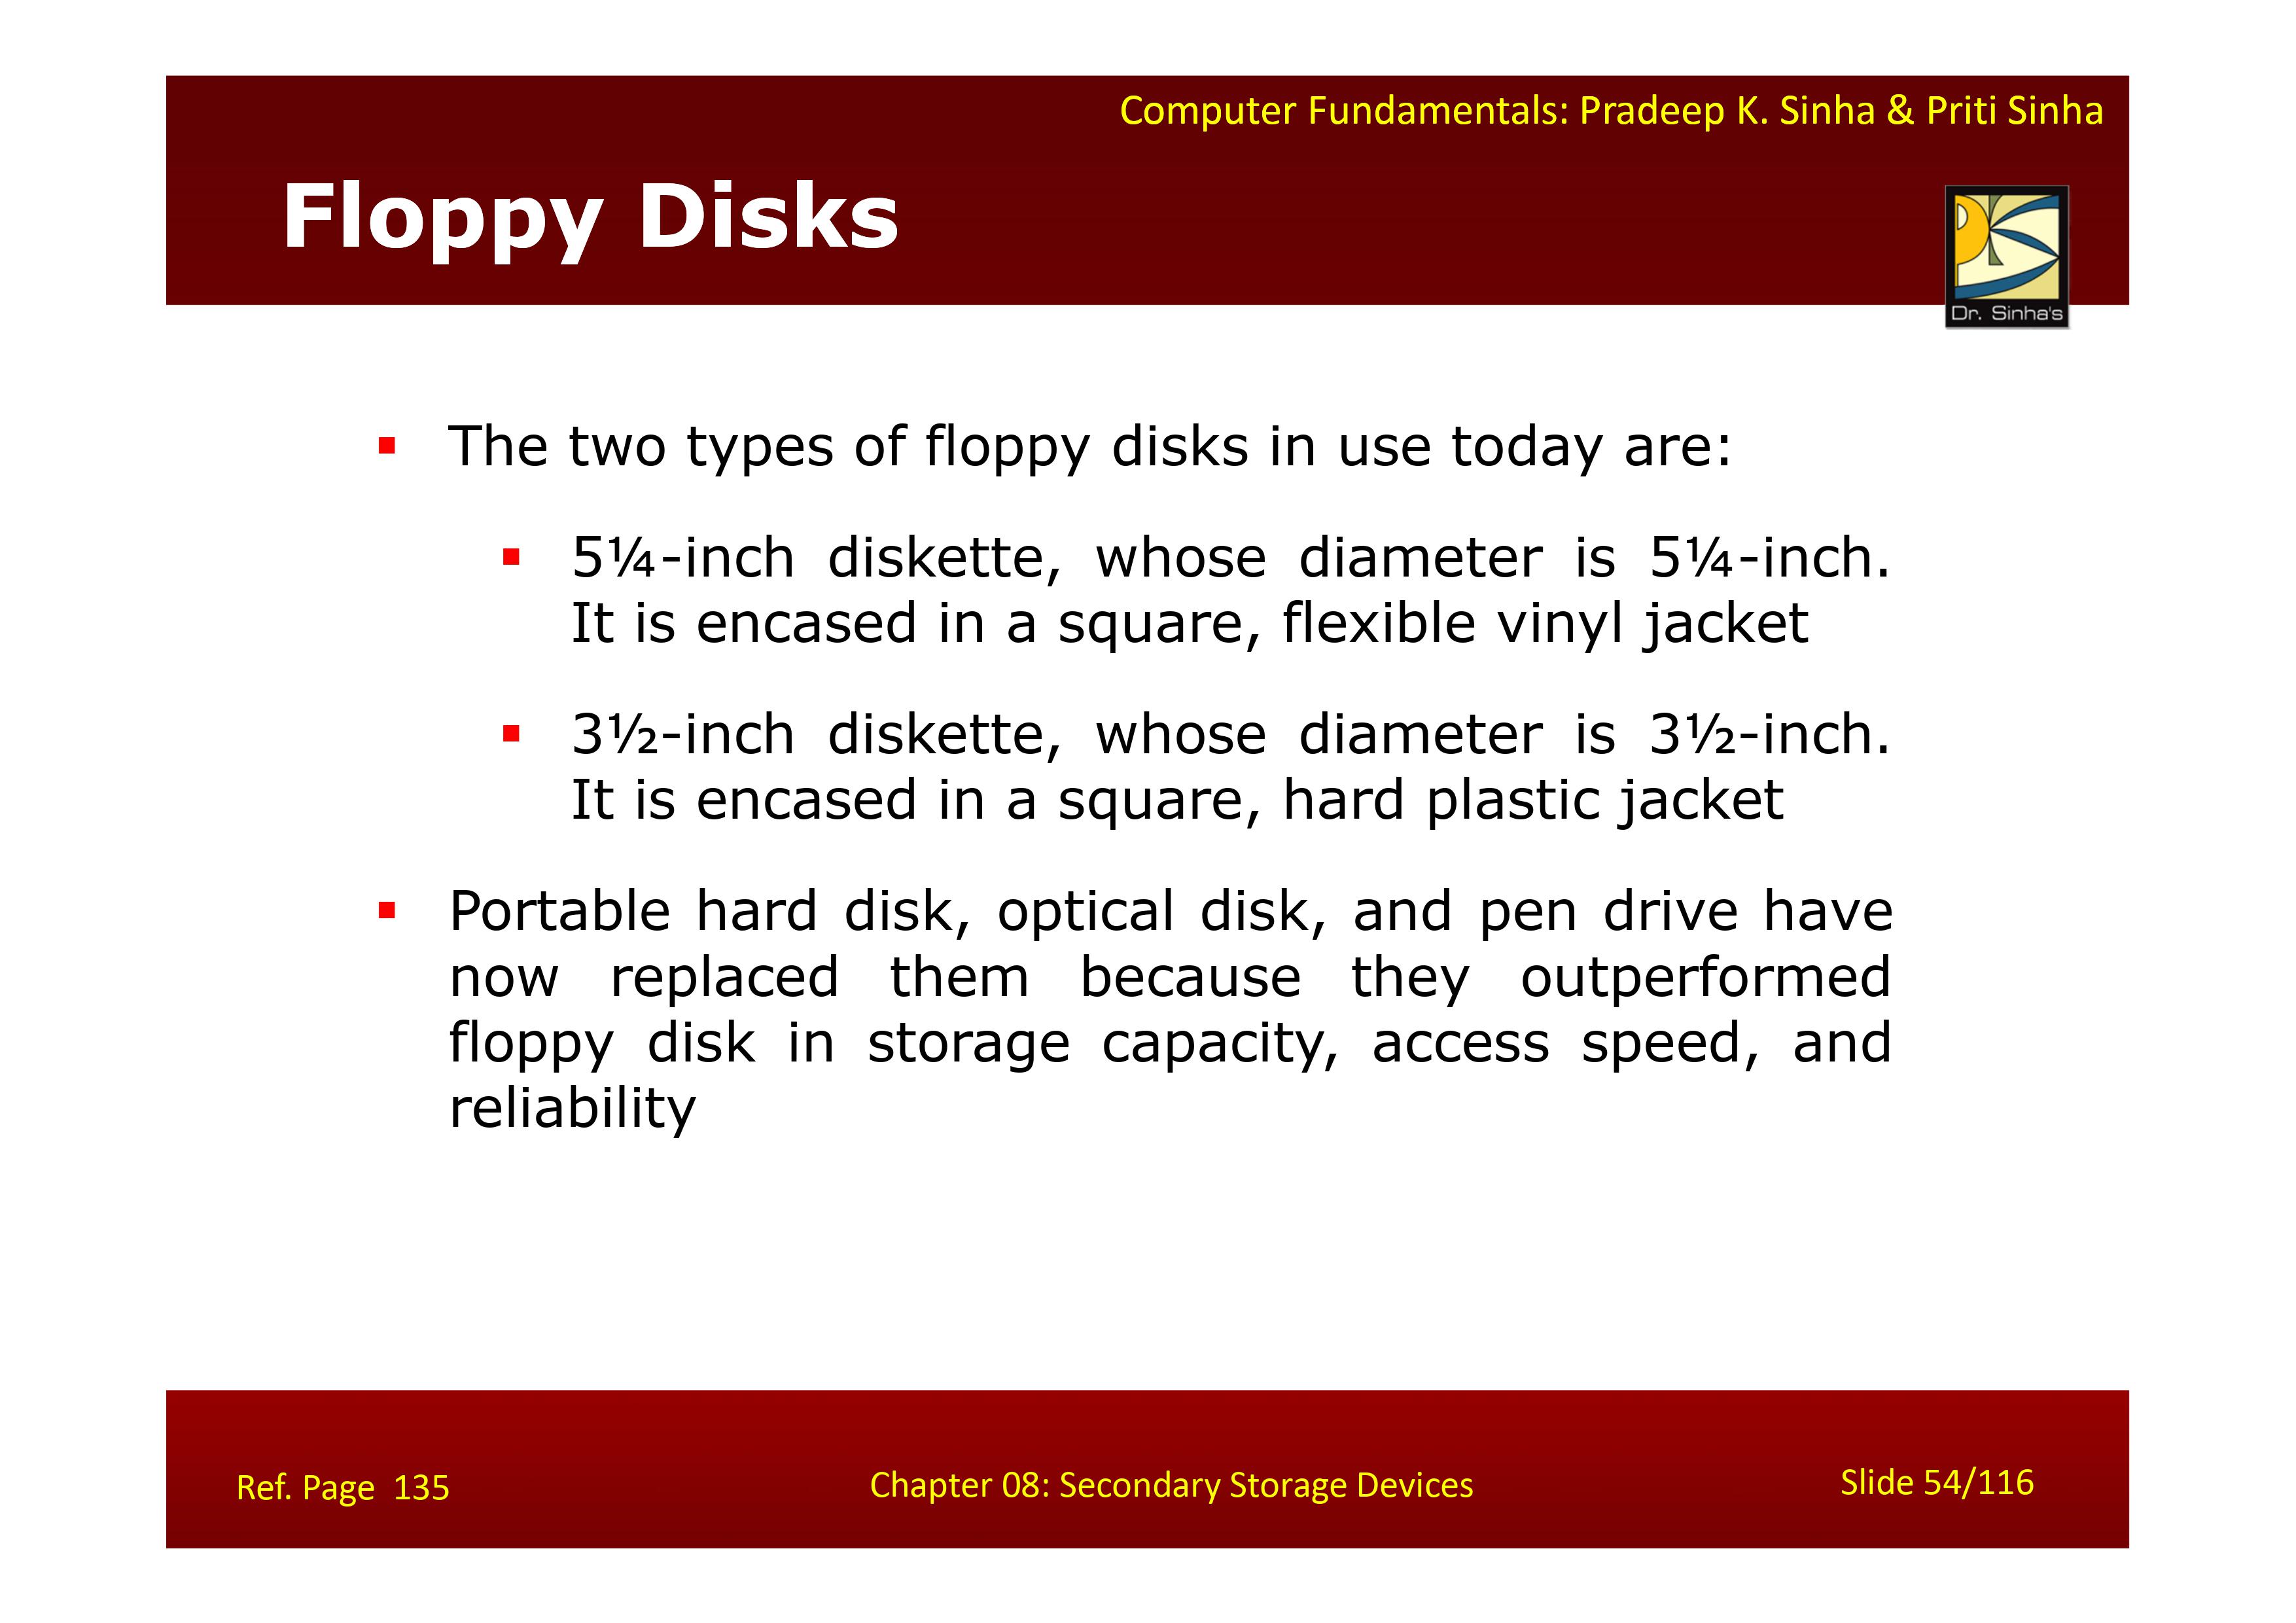 Computer Fundamentals: Pradeep K. Sinha & Priti Sinha
Floppy Disks
Dr. Sinha's
▪ The two types of floppy disks in use today are:
▪ 5¼-inch diskette, whose diameter is 5¼-inch.
It is encased in a square, flexible vinyl jacket
▪ 3½-inch diskette, whose diameter is 3½-inch.
It is encased in a square, hard plastic jacket
▪ Portable hard disk, optical disk, and pen drive have
now replaced them because they outperformed
floppy disk in storage capacity, access speed, and
reliability
Ref. Page 135
Chapter 08: Secondary Storage Devices
Slide 54/116